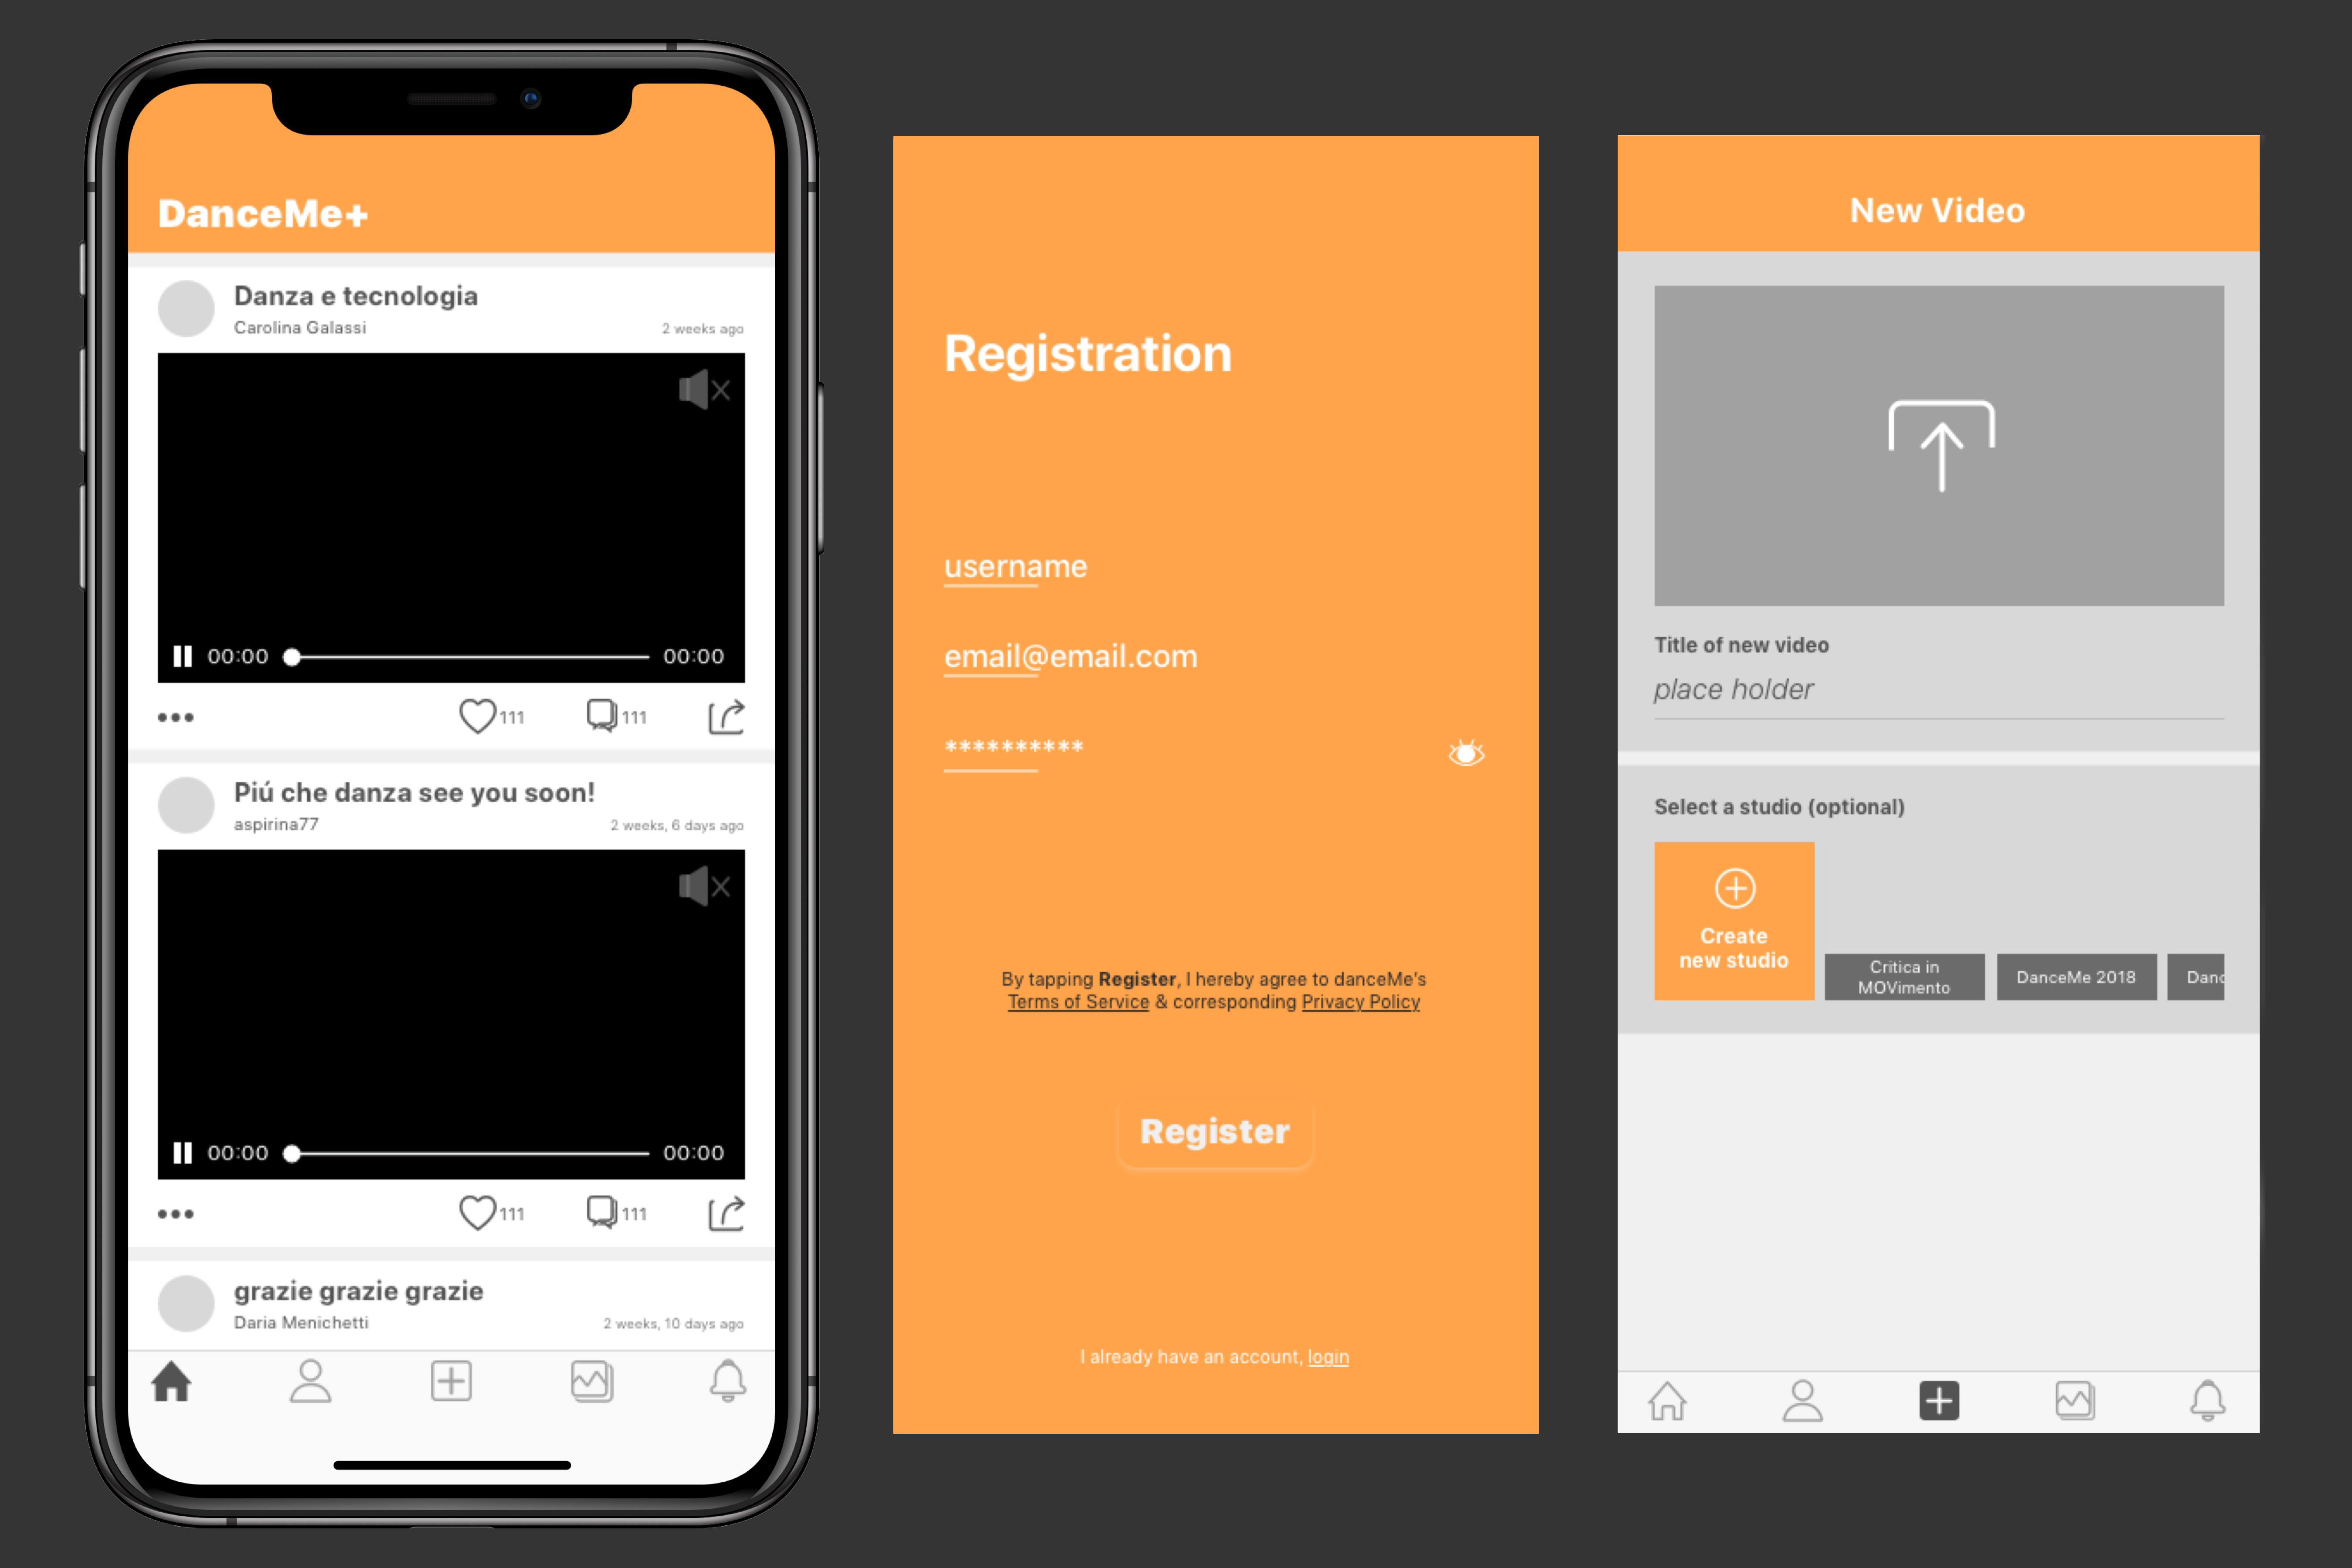 DanceMe+
Danza e tecnologia
Carolina Galassi
2 weeks ago
00:00
00:00
111
111
Piú che danza see you soon!
aspirina77
2 weeks, 6 days ago
00:00
00:00
111
111
grazie grazie grazie
Daria Menichetti
2 weeks, 10 days ago
Registration
username
email@email.com
**********
By tapping Register, I hereby agree to danceMe's
Terms of Service & corresponding Privacy Policy
Register
I already have an account, login
New Video
Title of new video
place holder
Select a studio (optional)
Create
new studio
Critica in
MOVimento
DanceMe 2018
Danc